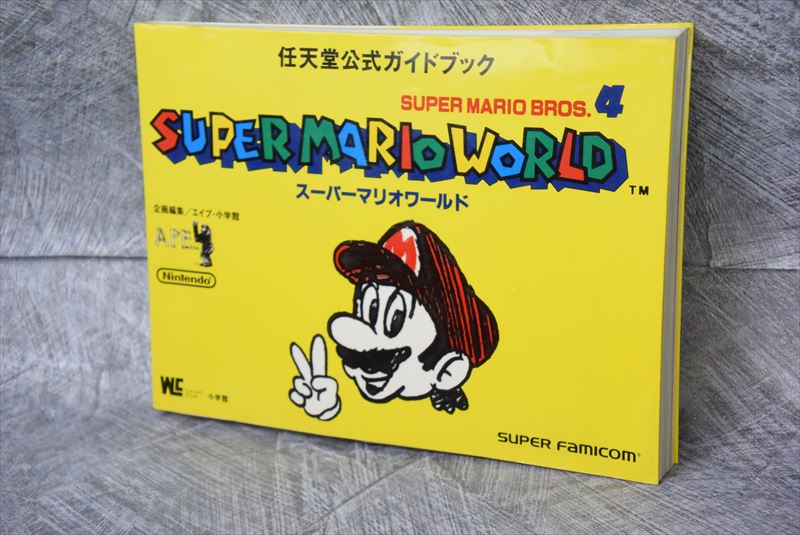 任天堂公式ガイドブック
SUPER MARIO BROS. 4
SUPER MARIO WORLD TM
スーパーマリオワールド
企画編集／エイプ・小学館
APE
Nintendo
M
小学館
SUPER FAMICOM